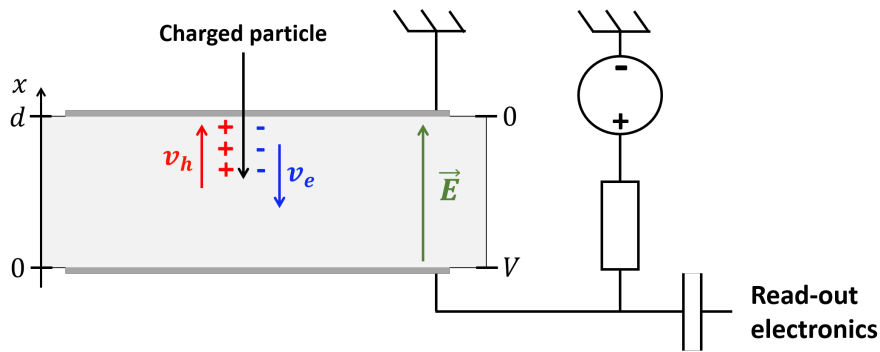 Charged particle
x
d
0
+ -
-
v_h
+ -
v_e
+ -
E⃗
+
0
V
Read-out
electronics